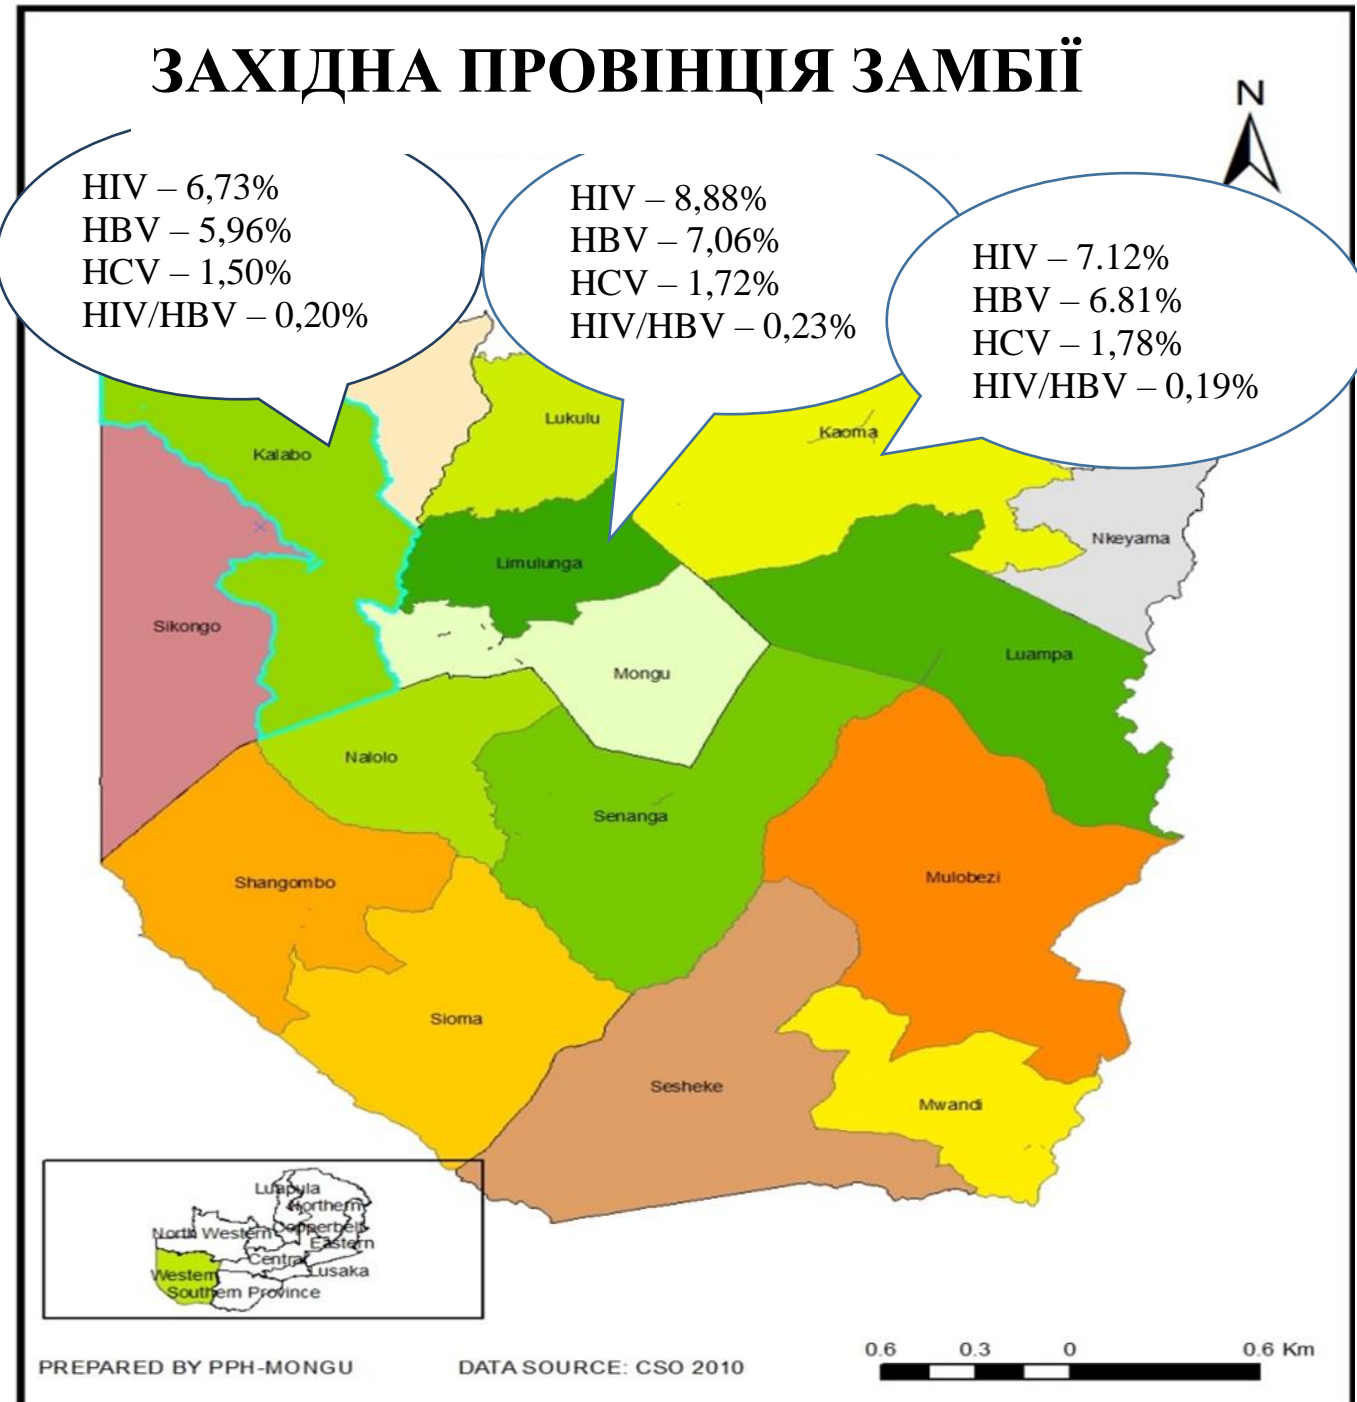 ЗАХІДНА ПРОВІНЦІЯ ЗАМБІЇ
N
HIV – 6,73%
HBV – 5,96%
HCV – 1,50%
HIV/HBV – 0,20%
HIV – 8,88%
HBV – 7,06%
HCV – 1,72%
HIV/HBV – 0,23%
HIV – 7.12%
HBV – 6.81%
HCV – 1,78%
HIV/HBV – 0,19%
Lukulu
Kaoma
Kalabo
Nkeyama
Limulunga
Sikongo
Luampa
Mongu
Nalolo
Senanga
Shangombo
Mulobezi
Sioma
Sesheke
Mwandi
Luapula
Northern
North Western
Copperbelt
Eastern
Central
Western
Lusaka
Southern Province
PREPARED BY PPH-MONGU
DATA SOURCE: CSO 2010
0.6 0.3 0 0.6 Km